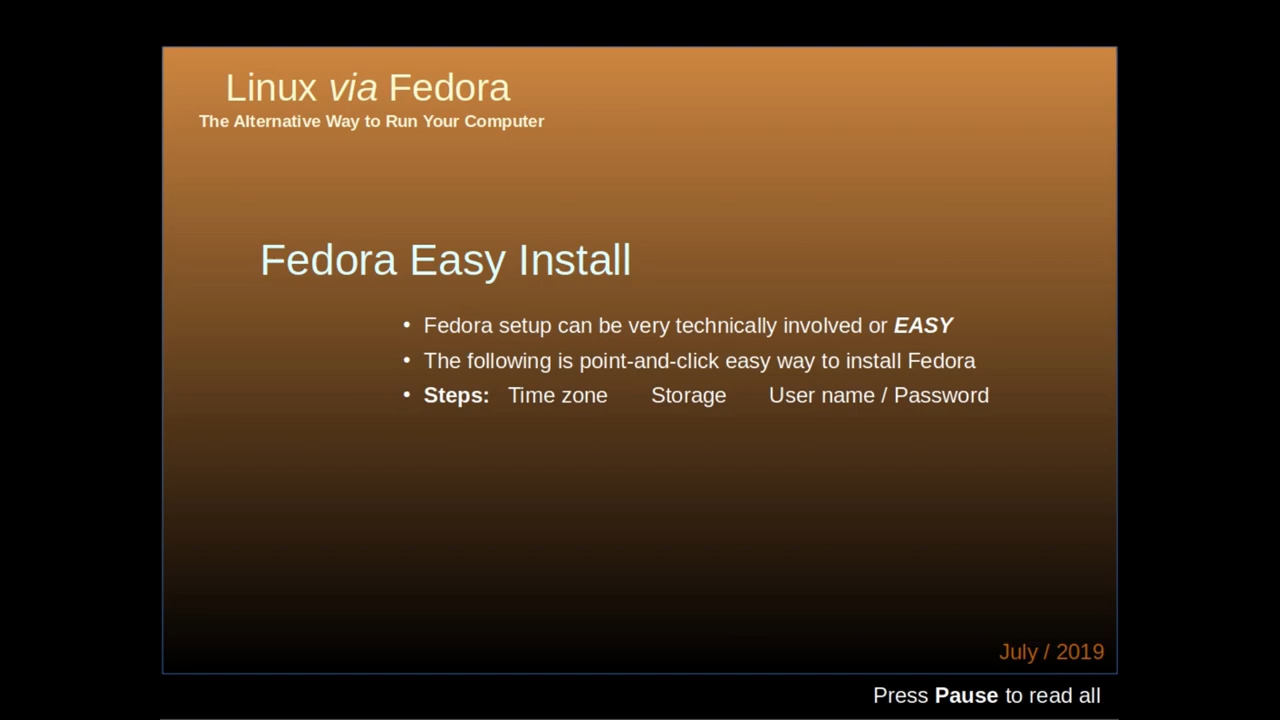 Linux via Fedora
The Alternative Way to Run Your Computer
Fedora Easy Install
• Fedora setup can be very technically involved or EASY
• The following is point-and-click easy way to install Fedora
• Steps: Time zone Storage User name / Password
July / 2019
Press Pause to read all